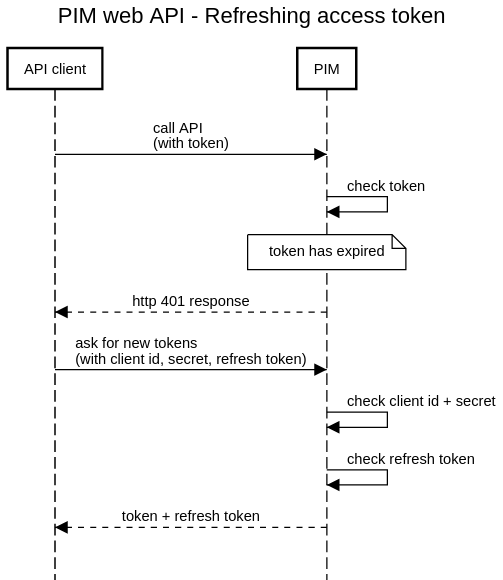 PIM web API - Refreshing access token
API client
PIM
call API
(with token)
check token
token has expired
http 401 response
ask for new tokens
(with client id, secret, refresh token)
check client id + secret
check refresh token
token + refresh token